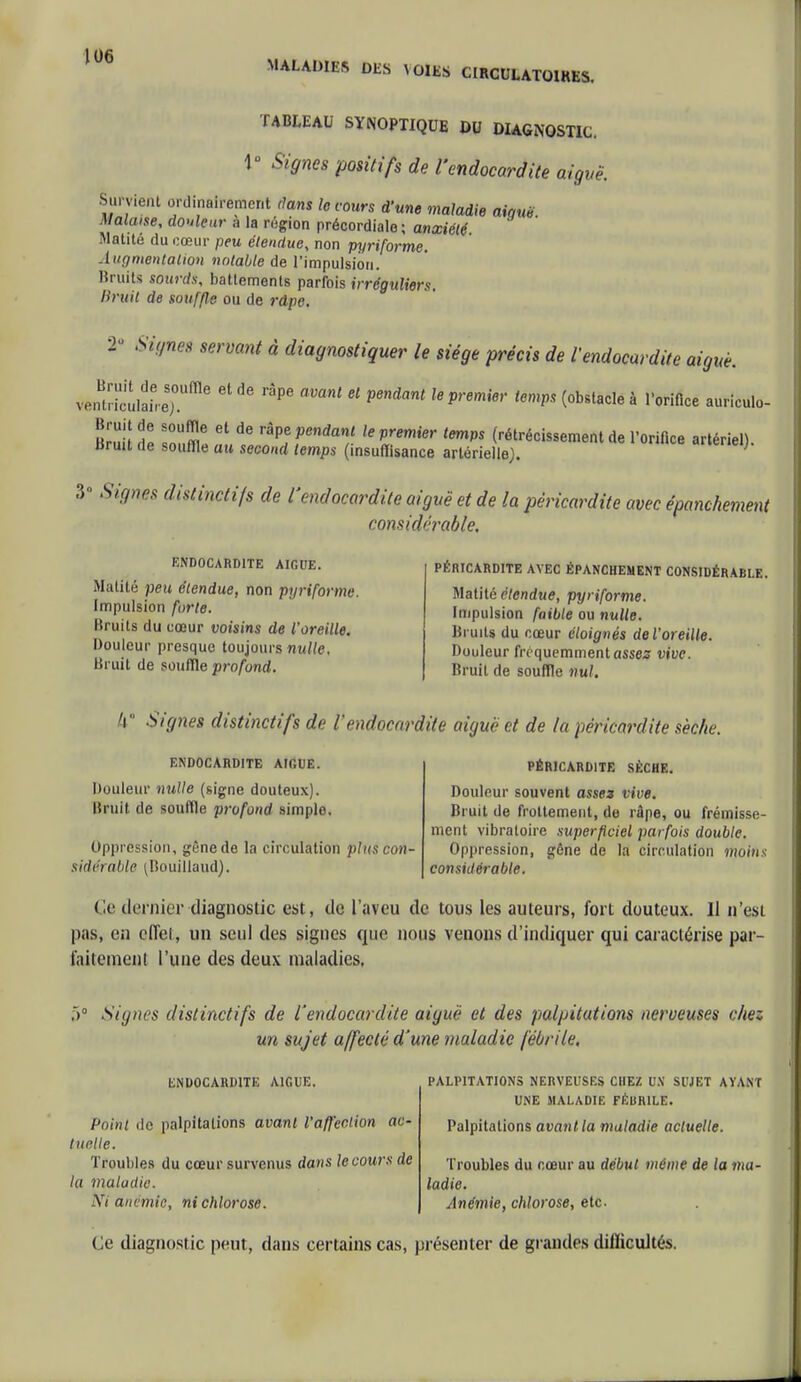 106
MALADIES DES VOIES CIRCULATOIRES.
TABLEAU SYNOPTIQUE DU DIAGNOSTIC.
1° Signes positifs de l'endocardite aiguë.
Survient ordinairement dans le cours d'une maladie aiguë.
Malaise, douleur à la région précordiale; anxiété.
Matité du cœur peu étendue, non pyriforme.
Augmentation notable de l'impulsion.
Bruits sourds, battements parfois irréguliers.
Bruit de souffle ou de râpe.
2° Signes servant à diagnostiquer le siége précis de l'endocardite aiguë.
Bruit de souffle et de râpe avant et pendant le premier temps (obstacle à l'orifice auriculo-
ventriculaire).
Bruit de souffle et de râpe pendant le premier temps (rétrécissement de l'orifice artériel).
Bruit de souffle au second temps (insuffisance artérielle).
3° Signes distinctifs de l'endocardite aiguë et de la péricardite avec épanchement
considérable.
ENDOCARDITE AIGUE.
Matité peu étendue, non pyriforme.
Impulsion forte.
Bruits du cœur voisins de l'oreille.
Douleur presque toujours nulle.
Bruit de souffle profond.
PÉRICARDITE AVEC ÉPANCHEMENT CONSIDÉRABLE.
Matité étendue, pyriforme.
Impulsion faible ou nulle.
Bruits du cœur éloignés de l'oreille.
Douleur fréquemment assez vive.
Bruit de souffle nul.
4° Signes distinctifs de l'endocardite aiguë et de la péricardite sèche.
ENDOCARDITE AIGUE.
Douleur nulle (signe douteux).
Bruit de souffle profond simple.
Oppression, gêne de la circulation plus con-
sidérable (Bouillaud).
PÉRICARDITE SÈCHE.
Douleur souvent assez vive.
Bruit de frottement, de râpe, ou frémisse-
ment vibratoire superficiel parfois double.
Oppression, gêne de la circulation moins
considérable.
Ce dernier diagnostic est, de l'aveu de tous les auteurs, fort douteux. Il n'est
pas, en effet, un seul des signes que nous venons d'indiquer qui caractérise par-
faitement l'une des deux maladies.
5° Signes distinctifs de l'endocardite aiguë et des palpitations nerveuses chez
un sujet affecté d'une maladie fébrile.
ENDOCARDITE AIGUE.
Point de palpitations avant l'affection ac-
tuelle.
Troubles du cœur survenus dans le cours de
la maladie.
Ni anémie, ni chlorose.
PALPITATIONS NERVEUSES CHEZ UN SUJET AYANT
UNE MALADIE FÉBRILE.
Palpitations avant la maladie actuelle.
Troubles du cœur au début même de la ma-
ladie.
Anémie, chlorose, etc.
Ce diagnostic peut, dans certains cas, présenter de grandes difficultés.